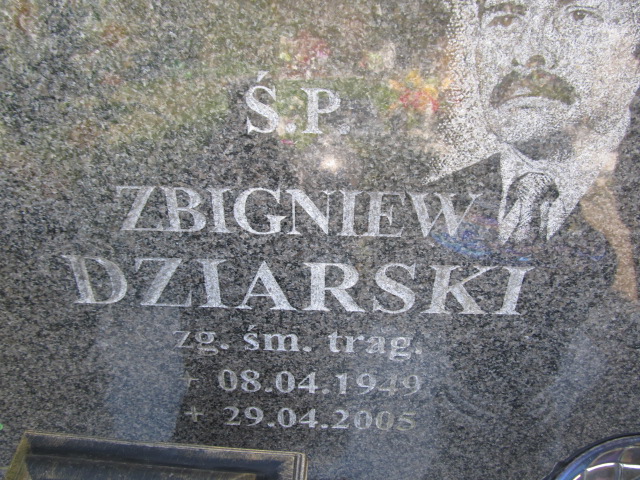 Ś.P.
ZBIGNIEW
DZIARSKI
zg. śm. trag.
+ 08.04.1949
+ 29.04.2005